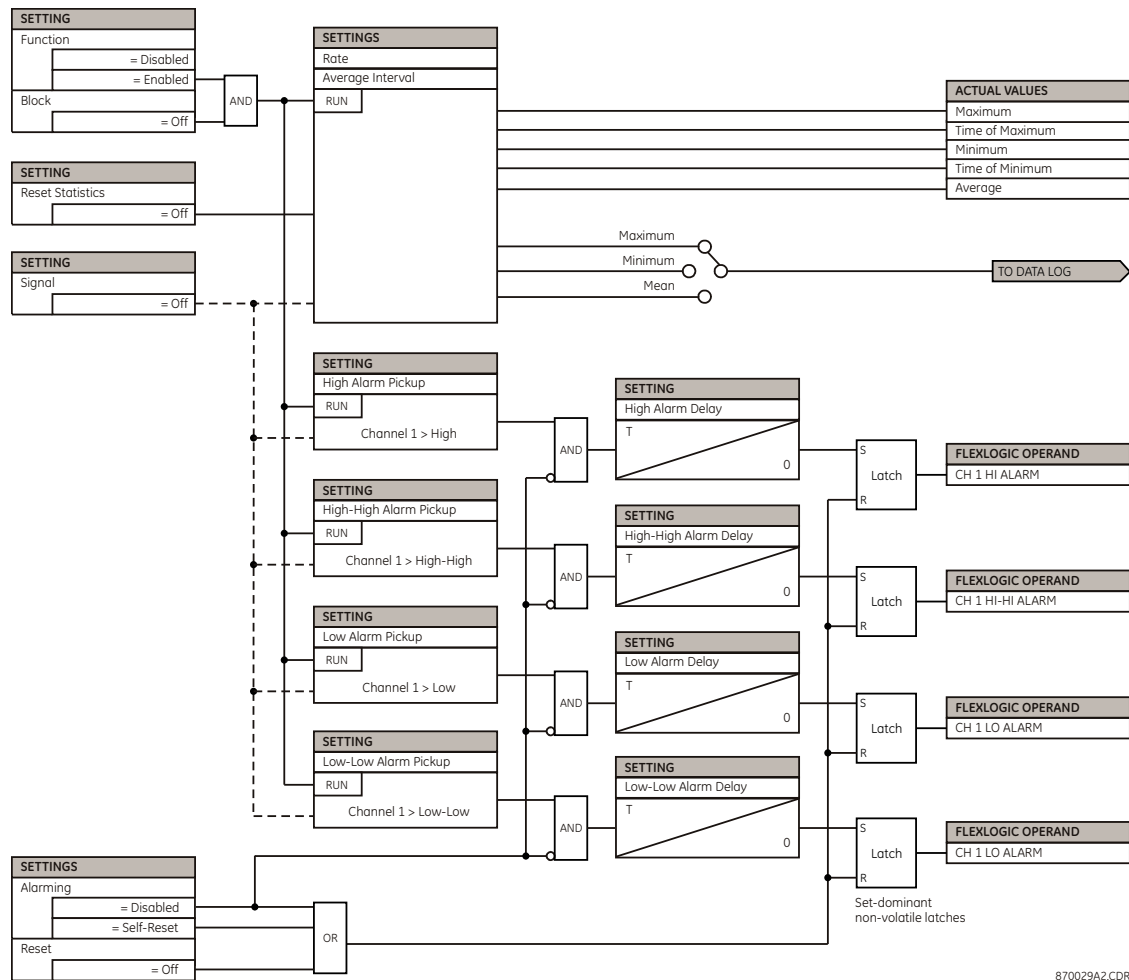 SETTING
Function
= Disabled
= Enabled
Block
= Off
AND
SETTINGS
Rate
Average Interval
RUN
ACTUAL VALUES
Maximum
Time of Maximum
Minimum
Time of Minimum
Average
SETTING
Reset Statistics
= Off
SETTING
Signal
= Off
Maximum
Minimum
Mean
TO DATA LOG
SETTING
High Alarm Pickup
RUN
Channel 1 > High
AND
SETTING
High Alarm Delay
T
0
S
Latch
R
FLEXLOGIC OPERAND
CH 1 HI ALARM
SETTING
High-High Alarm Pickup
RUN
Channel 1 > High-High
AND
SETTING
High-High Alarm Delay
T
0
S
Latch
R
FLEXLOGIC OPERAND
CH 1 HI-HI ALARM
SETTING
Low Alarm Pickup
RUN
Channel 1 > Low
AND
SETTING
Low Alarm Delay
T
0
S
Latch
R
FLEXLOGIC OPERAND
CH 1 LO ALARM
SETTING
Low-Low Alarm Pickup
RUN
Channel 1 > Low-Low
AND
SETTING
Low-Low Alarm Delay
T
0
S
Latch
R
FLEXLOGIC OPERAND
CH 1 LO ALARM
Set-dominant
non-volatile latches
SETTINGS
Alarming
= Disabled
= Self-Reset
Reset
= Off
OR
870029A2.CDR